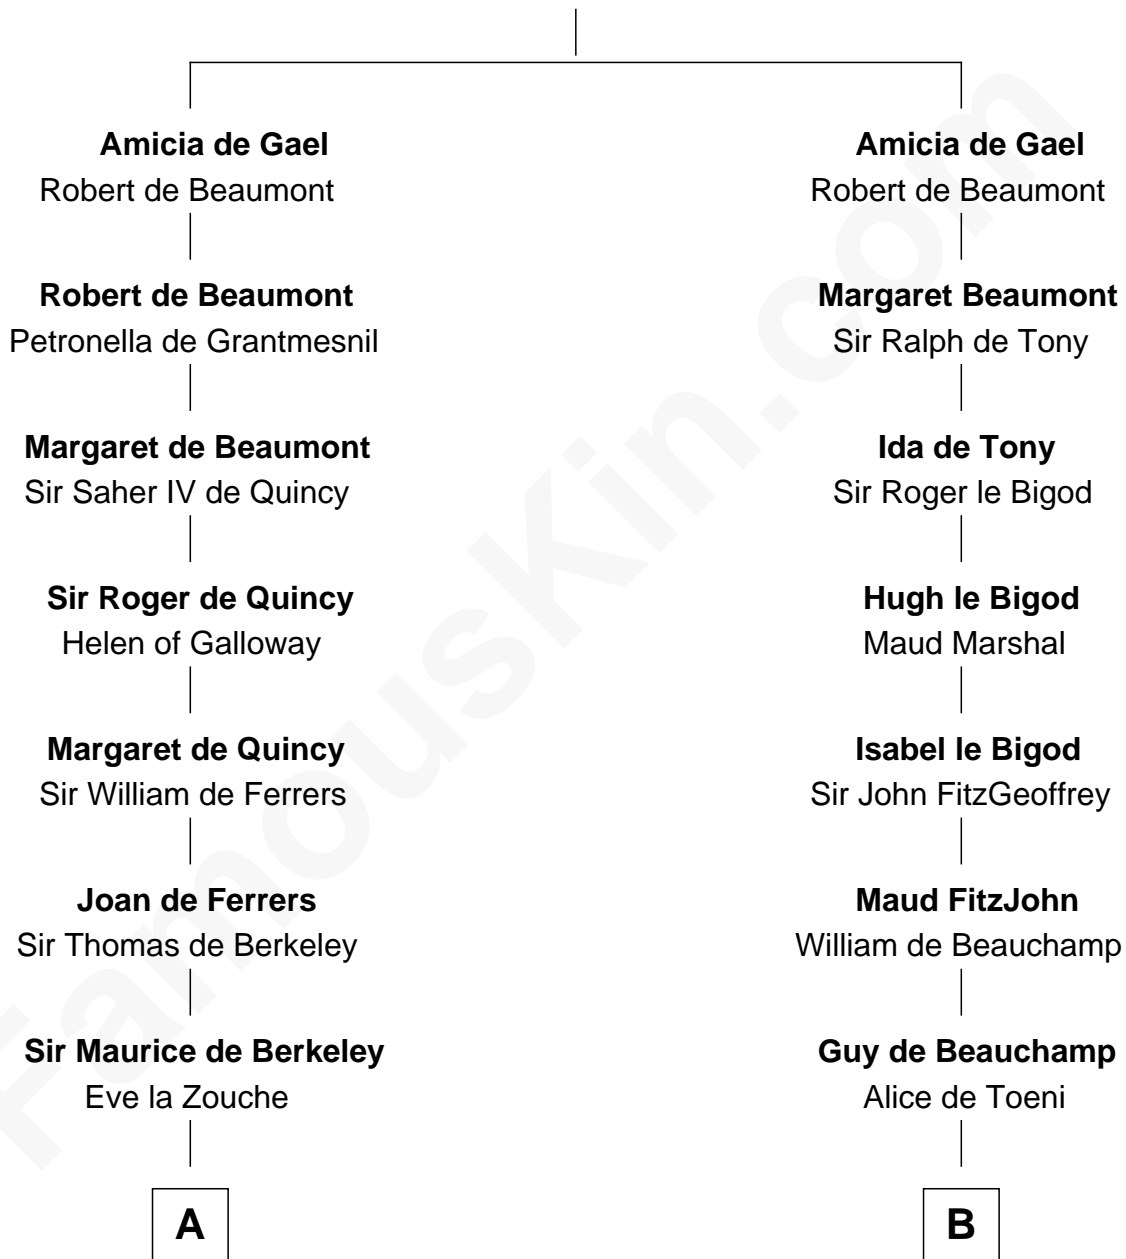 Amicia de Gael
Robert de Beaumont
Robert de Beaumont
Petronella de Grantmesnil
Margaret de Beaumont
Sir Saher IV de Quincy
Sir Roger de Quincy
Helen of Galloway
Margaret de Quincy
Sir William de Ferrers
Joan de Ferrers
Sir Thomas de Berkeley
Sir Maurice de Berkeley
Eve la Zouche
A
Amicia de Gael
Robert de Beaumont
Margaret Beaumont
Sir Ralph de Tony
Ida de Tony
Sir Roger le Bigod
Hugh le Bigod
Maud Marshal
Isabel le Bigod
Sir John FitzGeoffrey
Maud FitzJohn
William de Beauchamp
Guy de Beauchamp
Alice de Toeni
B
FamousKin.com